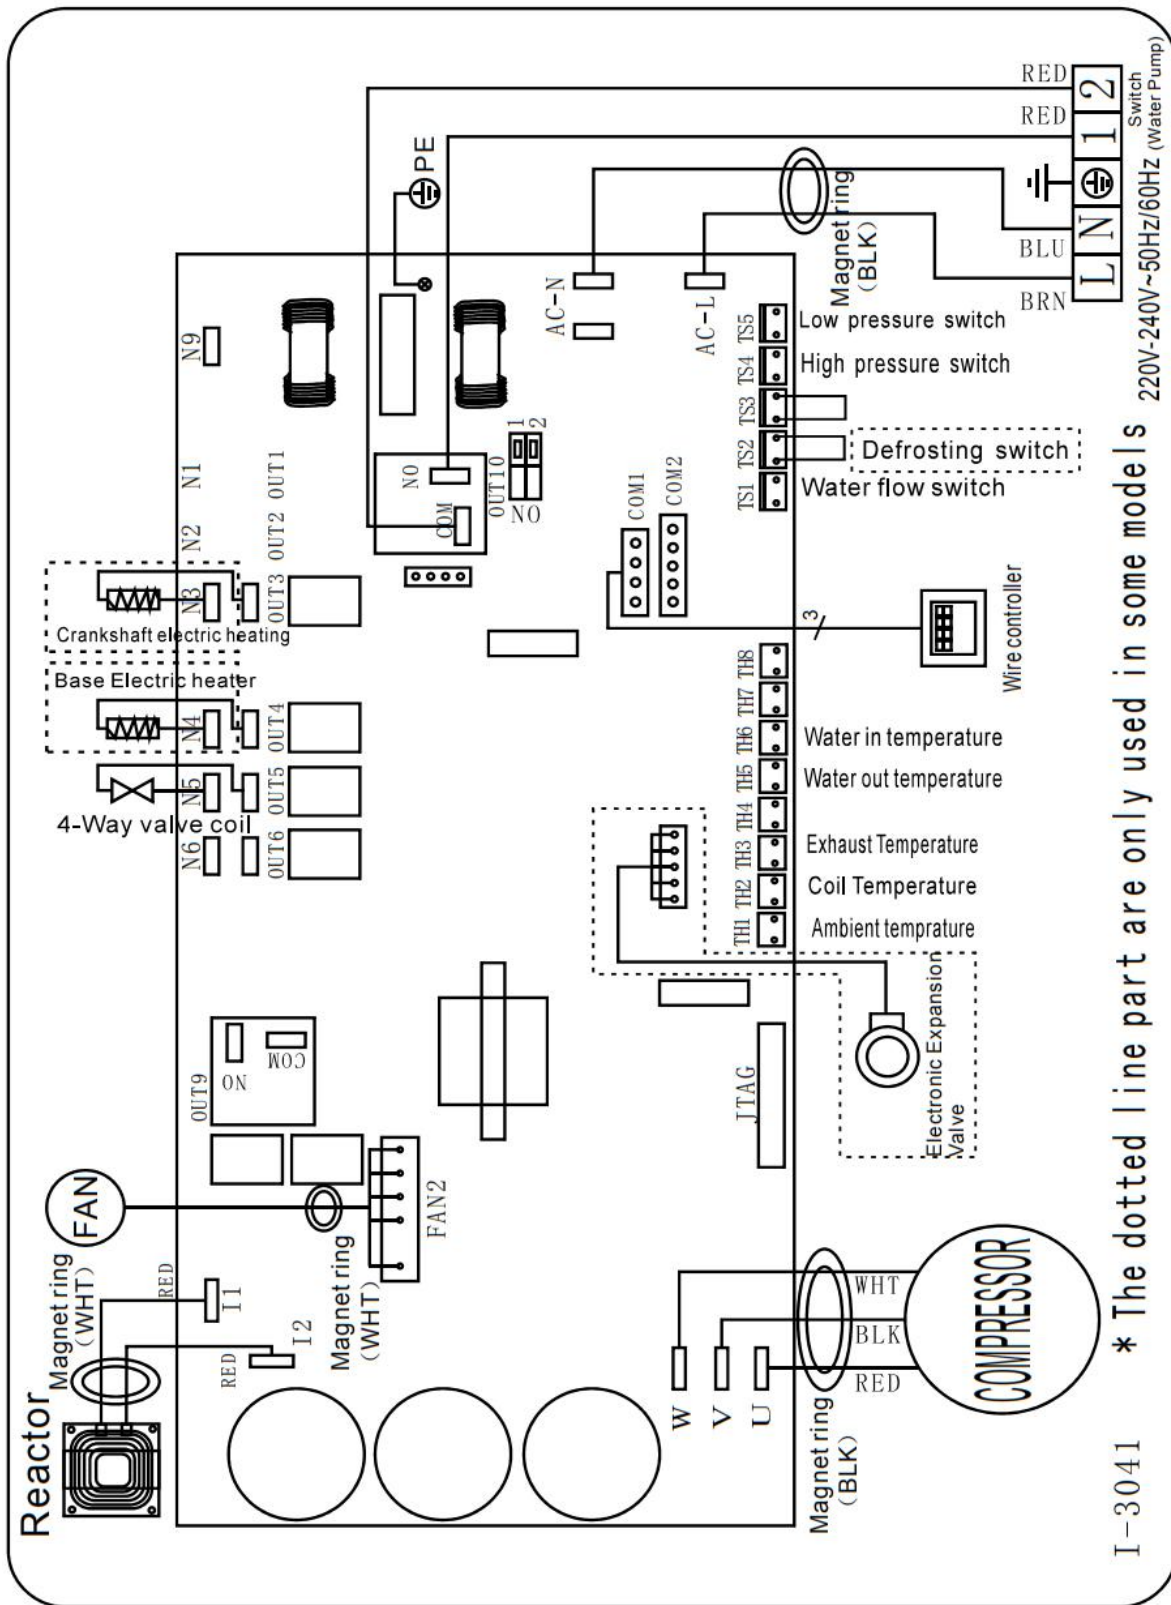 Reactor
Magnet ring
(WHT)
FAN
RED
RED
I1
I2
Magnet ring
(WHT)
FAN2
OUT9
NO
COM
4-Way valve coil
N6
N5
N4
N3
N2
N1
N9
OUT6
OUT5
OUT4
OUT3
OUT2
OUT1
Base Electric heater
Crankshaft electric heating
COM
NO
OUT10
NO
1
2
PE
AC-N
AC-L
COM1
COM2
W
V
U
Magnet ring
(BLK)
WHT
BLK
RED
COMPRESSOR
JTAG
Electronic Expansion
Valve
TH1
TH2
TH3
TH4
TH5
TH6
TH7
TH8
Ambient temprature
Coil Temperature
Exhaust Temperature
Water out temperature
Water in temperature
3
Wire controller
TS1
TS2
TS3
TS4
TS5
Water flow switch
Defrosting switch
High pressure switch
Low pressure switch
Magnet ring
(BLK)
BRN
BLU
RED
RED
L
N
1
2
220V-240V~50Hz/60Hz
Switch
(Water Pump)
I-3041
* The dotted line part are only used in some models